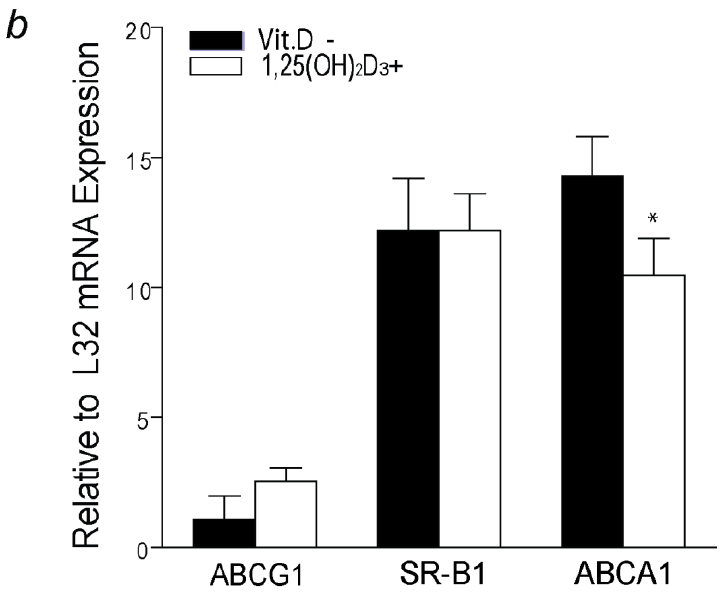 b
Relative to L32 mRNA Expression
20
15
10
5
0
Vit.D -
1,25(OH)₂D₃+
*
ABCG1 SR-B1 ABCA1